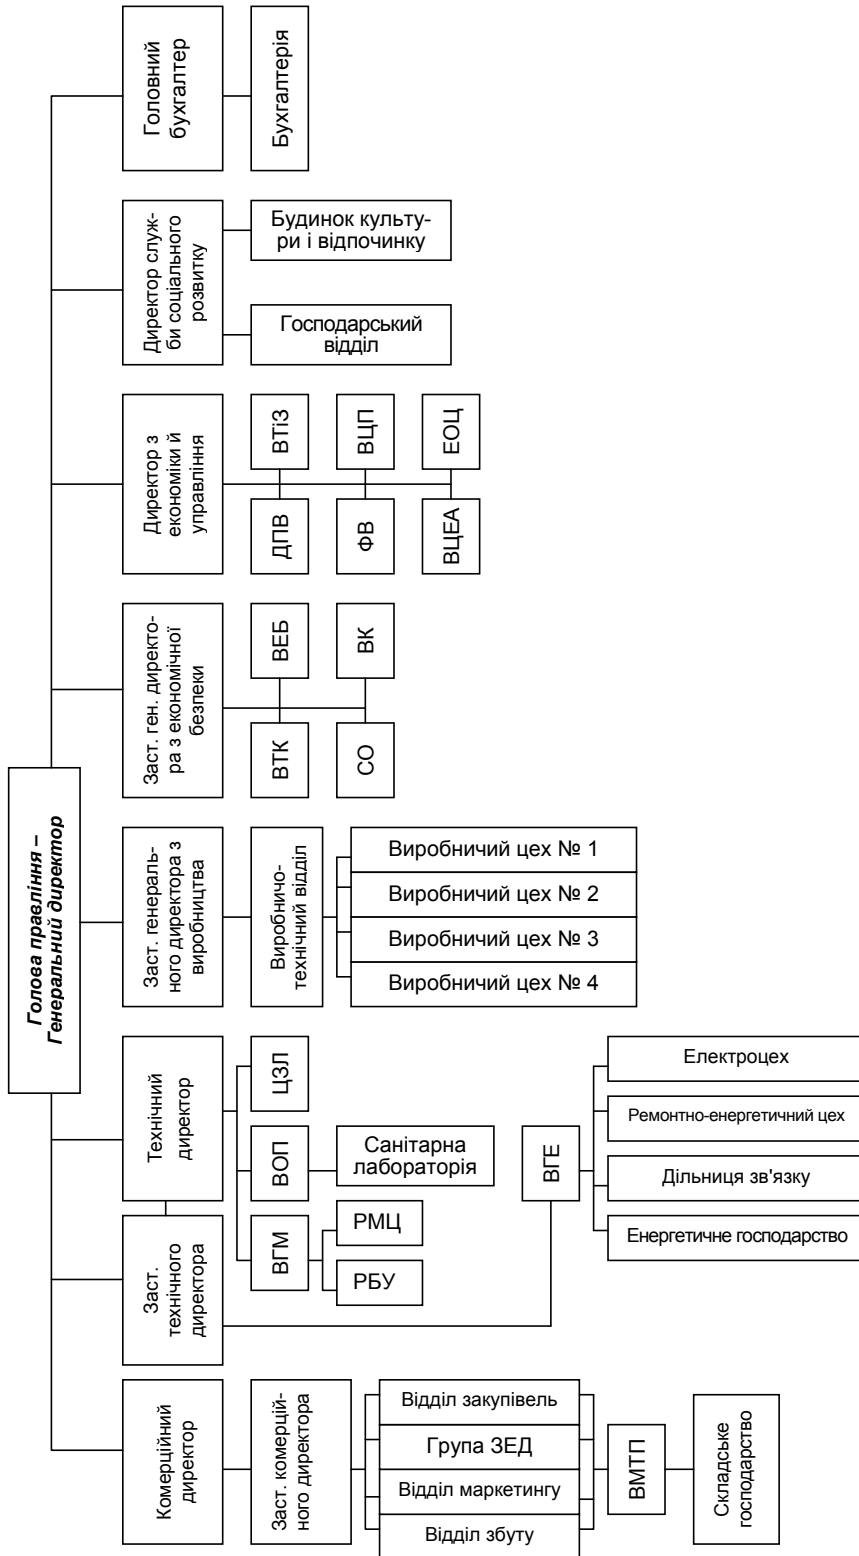 Голова правління –
Генеральний директор
Комерційний
директор
Заст.
технічного
директора
Технічний
директор
Заст. генераль-
ного директора з
виробництва
Заст. ген. директо-
ра з економічної
безпеки
Директор з
економіки й
управління
Директор служ-
би соціального
розвитку
Головний
бухгалтер
Заст. комерцій-
ного директора
Відділ закупівель
Група ЗЕД
Відділ маркетингу
Відділ збуту
ВМТП
Складське
господарство
ВГМ
ВОП
ЦЗЛ
РМЦ
РБУ
Санітарна
лабораторія
ВГЕ
Електроцех
Ремонтно-енергетичний цех
Дільниця зв'язку
Енергетичне господарство
Виробничо-
технічний відділ
Виробничий цех № 1
Виробничий цех № 2
Виробничий цех № 3
Виробничий цех № 4
ВТК
ВЕБ
СО
ВК
ДПВ
ВТіЗ
ФВ
ВЦП
ВЦЕА
ЕОЦ
Господарський
відділ
Будинок культу-
ри і відпочинку
Бухгалтерія